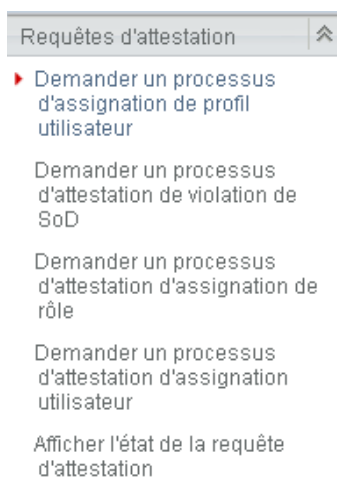 Requêtes d'attestation
Demander un processus
d'assignation de profil
utilisateur
Demander un processus
d'attestation de violation de
SoD
Demander un processus
d'attestation d'assignation de
rôle
Demander un processus
d'attestation d'assignation
utilisateur
Afficher l'état de la requête
d'attestation